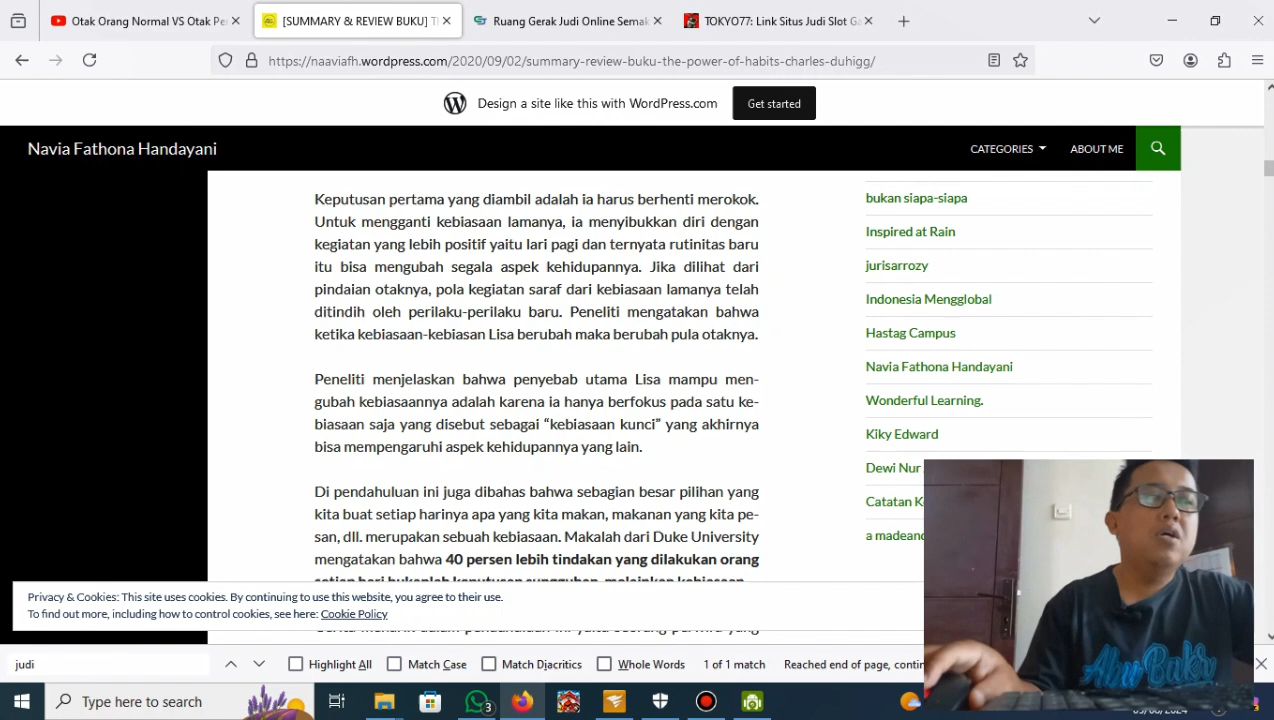 Otak Orang Normal VS Otak Pe
[SUMMARY & REVIEW BUKU] T
Ruang Gerak Judi Online Semak
TOKYO77: Link Situs Judi Slot Ga
https://naaviafh.wordpress.com/2020/09/02/summary-review-buku-the-power-of-habits-charles-duhigg/
Design a site like this with WordPress.com
Get started
Navia Fathona Handayani
CATEGORIES
ABOUT ME
Keputusan pertama yang diambil adalah ia harus berhenti merokok.
Untuk mengganti kebiasaan lamanya, ia menyibukkan diri dengan
kegiatan yang lebih positif yaitu lari pagi dan ternyata rutinitas baru
itu bisa mengubah segala aspek kehidupannya. Jika dilihat dari
pindaian otaknya, pola kegiatan saraf dari kebiasaan lamanya telah
ditindih oleh perilaku-perilaku baru. Peneliti mengatakan bahwa
ketika kebiasaan-kebiasan Lisa berubah maka berubah pula otaknya.
Peneliti menjelaskan bahwa penyebab utama Lisa mampu men-
gubah kebiasaannya adalah karena ia hanya berfokus pada satu ke-
biasaan saja yang disebut sebagai “kebiasaan kunci” yang akhirnya
bisa mempengaruhi aspek kehidupannya yang lain.
Di pendahuluan ini juga dibahas bahwa sebagian besar pilihan yang
kita buat setiap harinya apa yang kita makan, makanan yang kita pe-
san, dll. merupakan sebuah kebiasaan. Makalah dari Duke University
mengatakan bahwa 40 persen lebih tindakan yang dilakukan orang
setiap hari bukanlah keputusan sungguhan, melainkan kebiasaan.
bukan siapa-siapa
Inspired at Rain
jurisarrozy
Indonesia Mengglobal
Hastag Campus
Navia Fathona Handayani
Wonderful Learning.
Kiky Edward
Dewi Nur
Catatan K
a madeand
Privacy & Cookies: This site uses cookies. By continuing to use this website, you agree to their use.
To find out more, including how to control cookies, see here: Cookie Policy
judi
Highlight All
Match Case
Match Diacritics
Whole Words
1 of 1 match
Reached end of page, contin
Type here to search
3
Abu Bakr